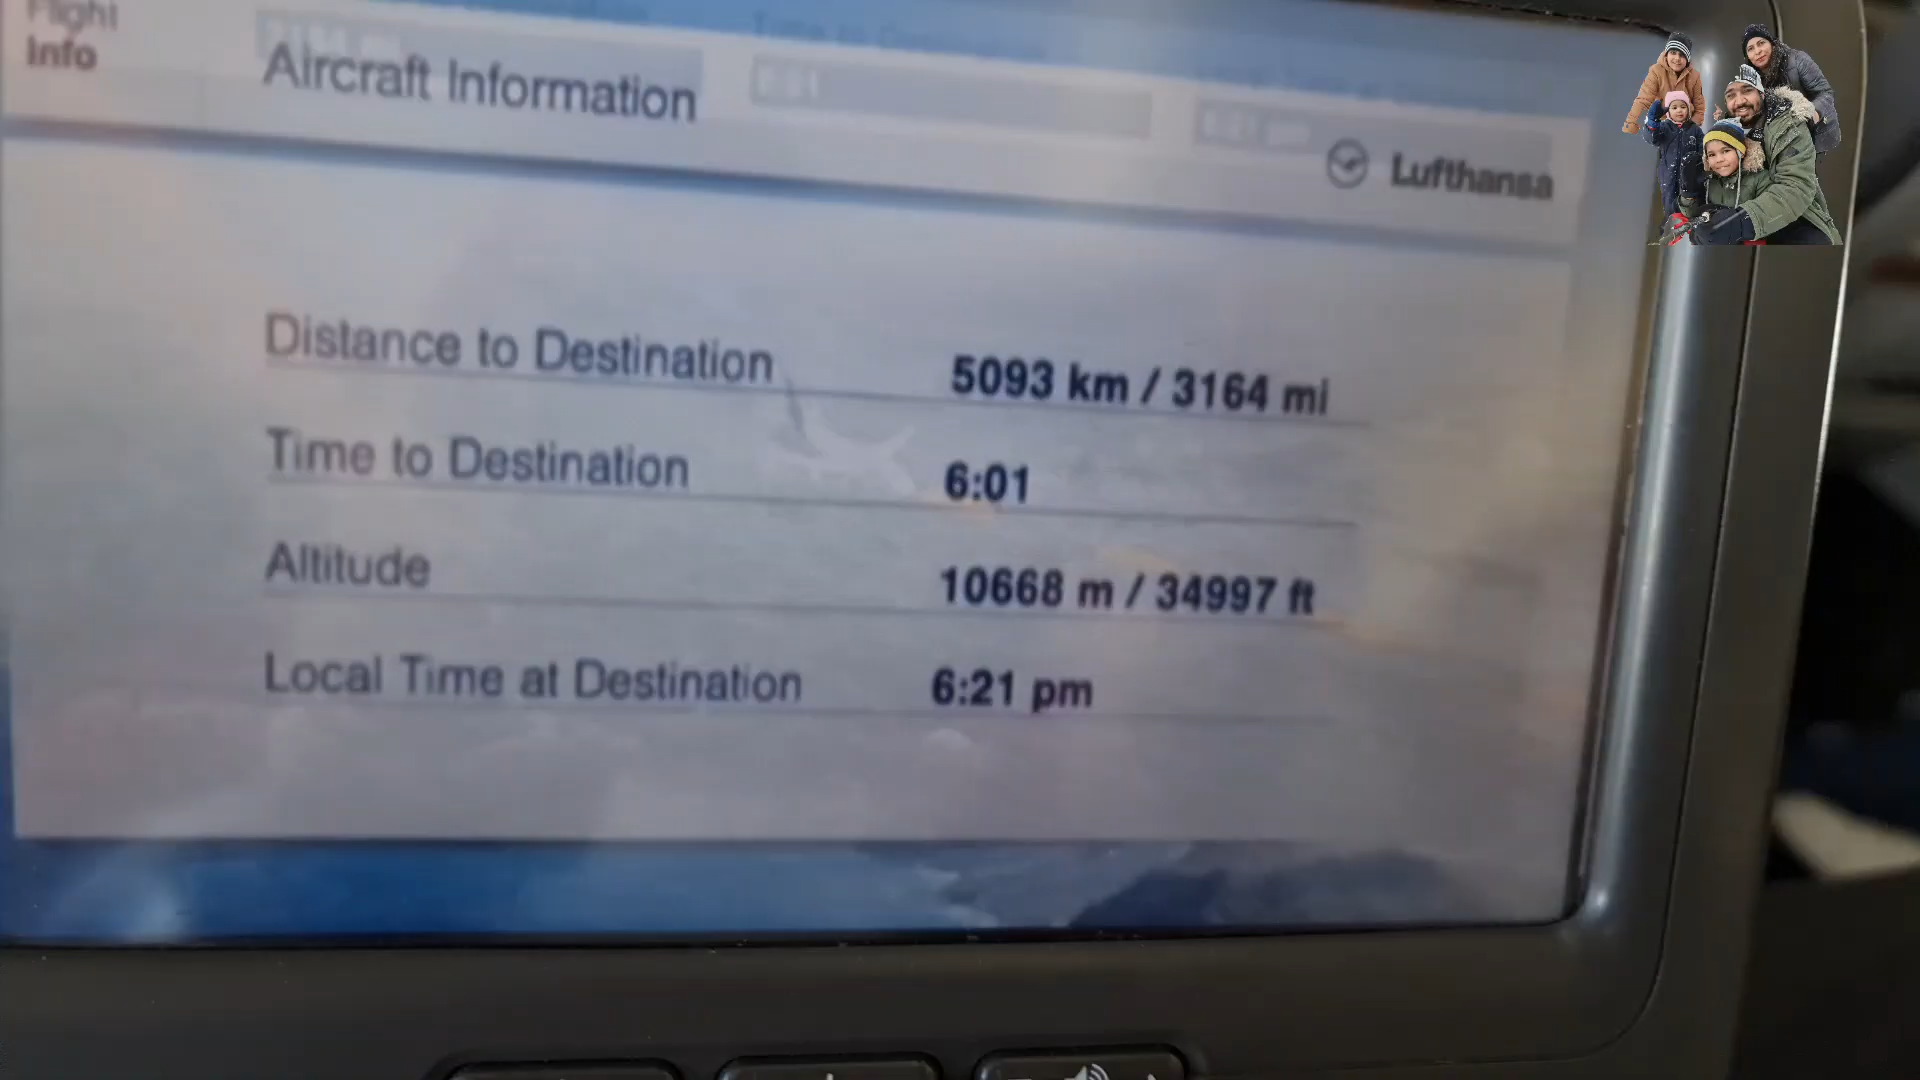 Flight
Info
Aircraft Information
Lufthansa
Distance to Destination 5093 km / 3164 mi
Time to Destination 6:01
Altitude 10668 m / 34997 ft
Local Time at Destination 6:21 pm